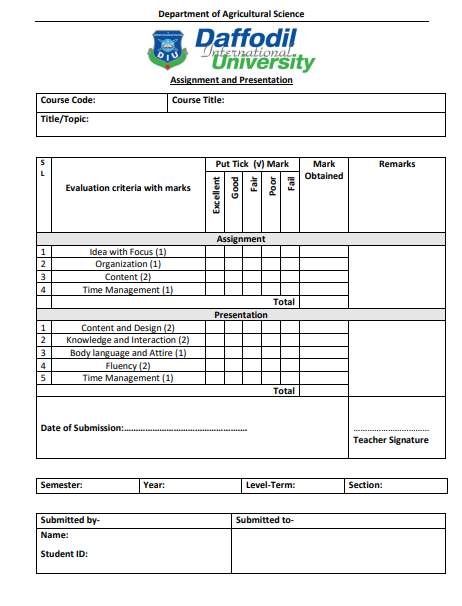 Department of Agricultural Science
DIU
Daffodil
International
University
Assignment and Presentation
Course Code: Course Title:
Title/Topic:
SL Evaluation criteria with marks Put Tick (√) Mark Mark Obtained Remarks
Excellent Good Fair Poor Fail
Assignment
1 Idea with Focus (1)
2 Organization (1)
3 Content (2)
4 Time Management (1)
Total
Presentation
1 Content and Design (2)
2 Knowledge and Interaction (2)
3 Body language and Attire (1)
4 Fluency (2)
5 Time Management (1)
Total
Date of Submission:……………………………………………
…………………………
Teacher Signature
Semester: Year: Level-Term: Section:
Submitted by- Submitted to-
Name:
Student ID: